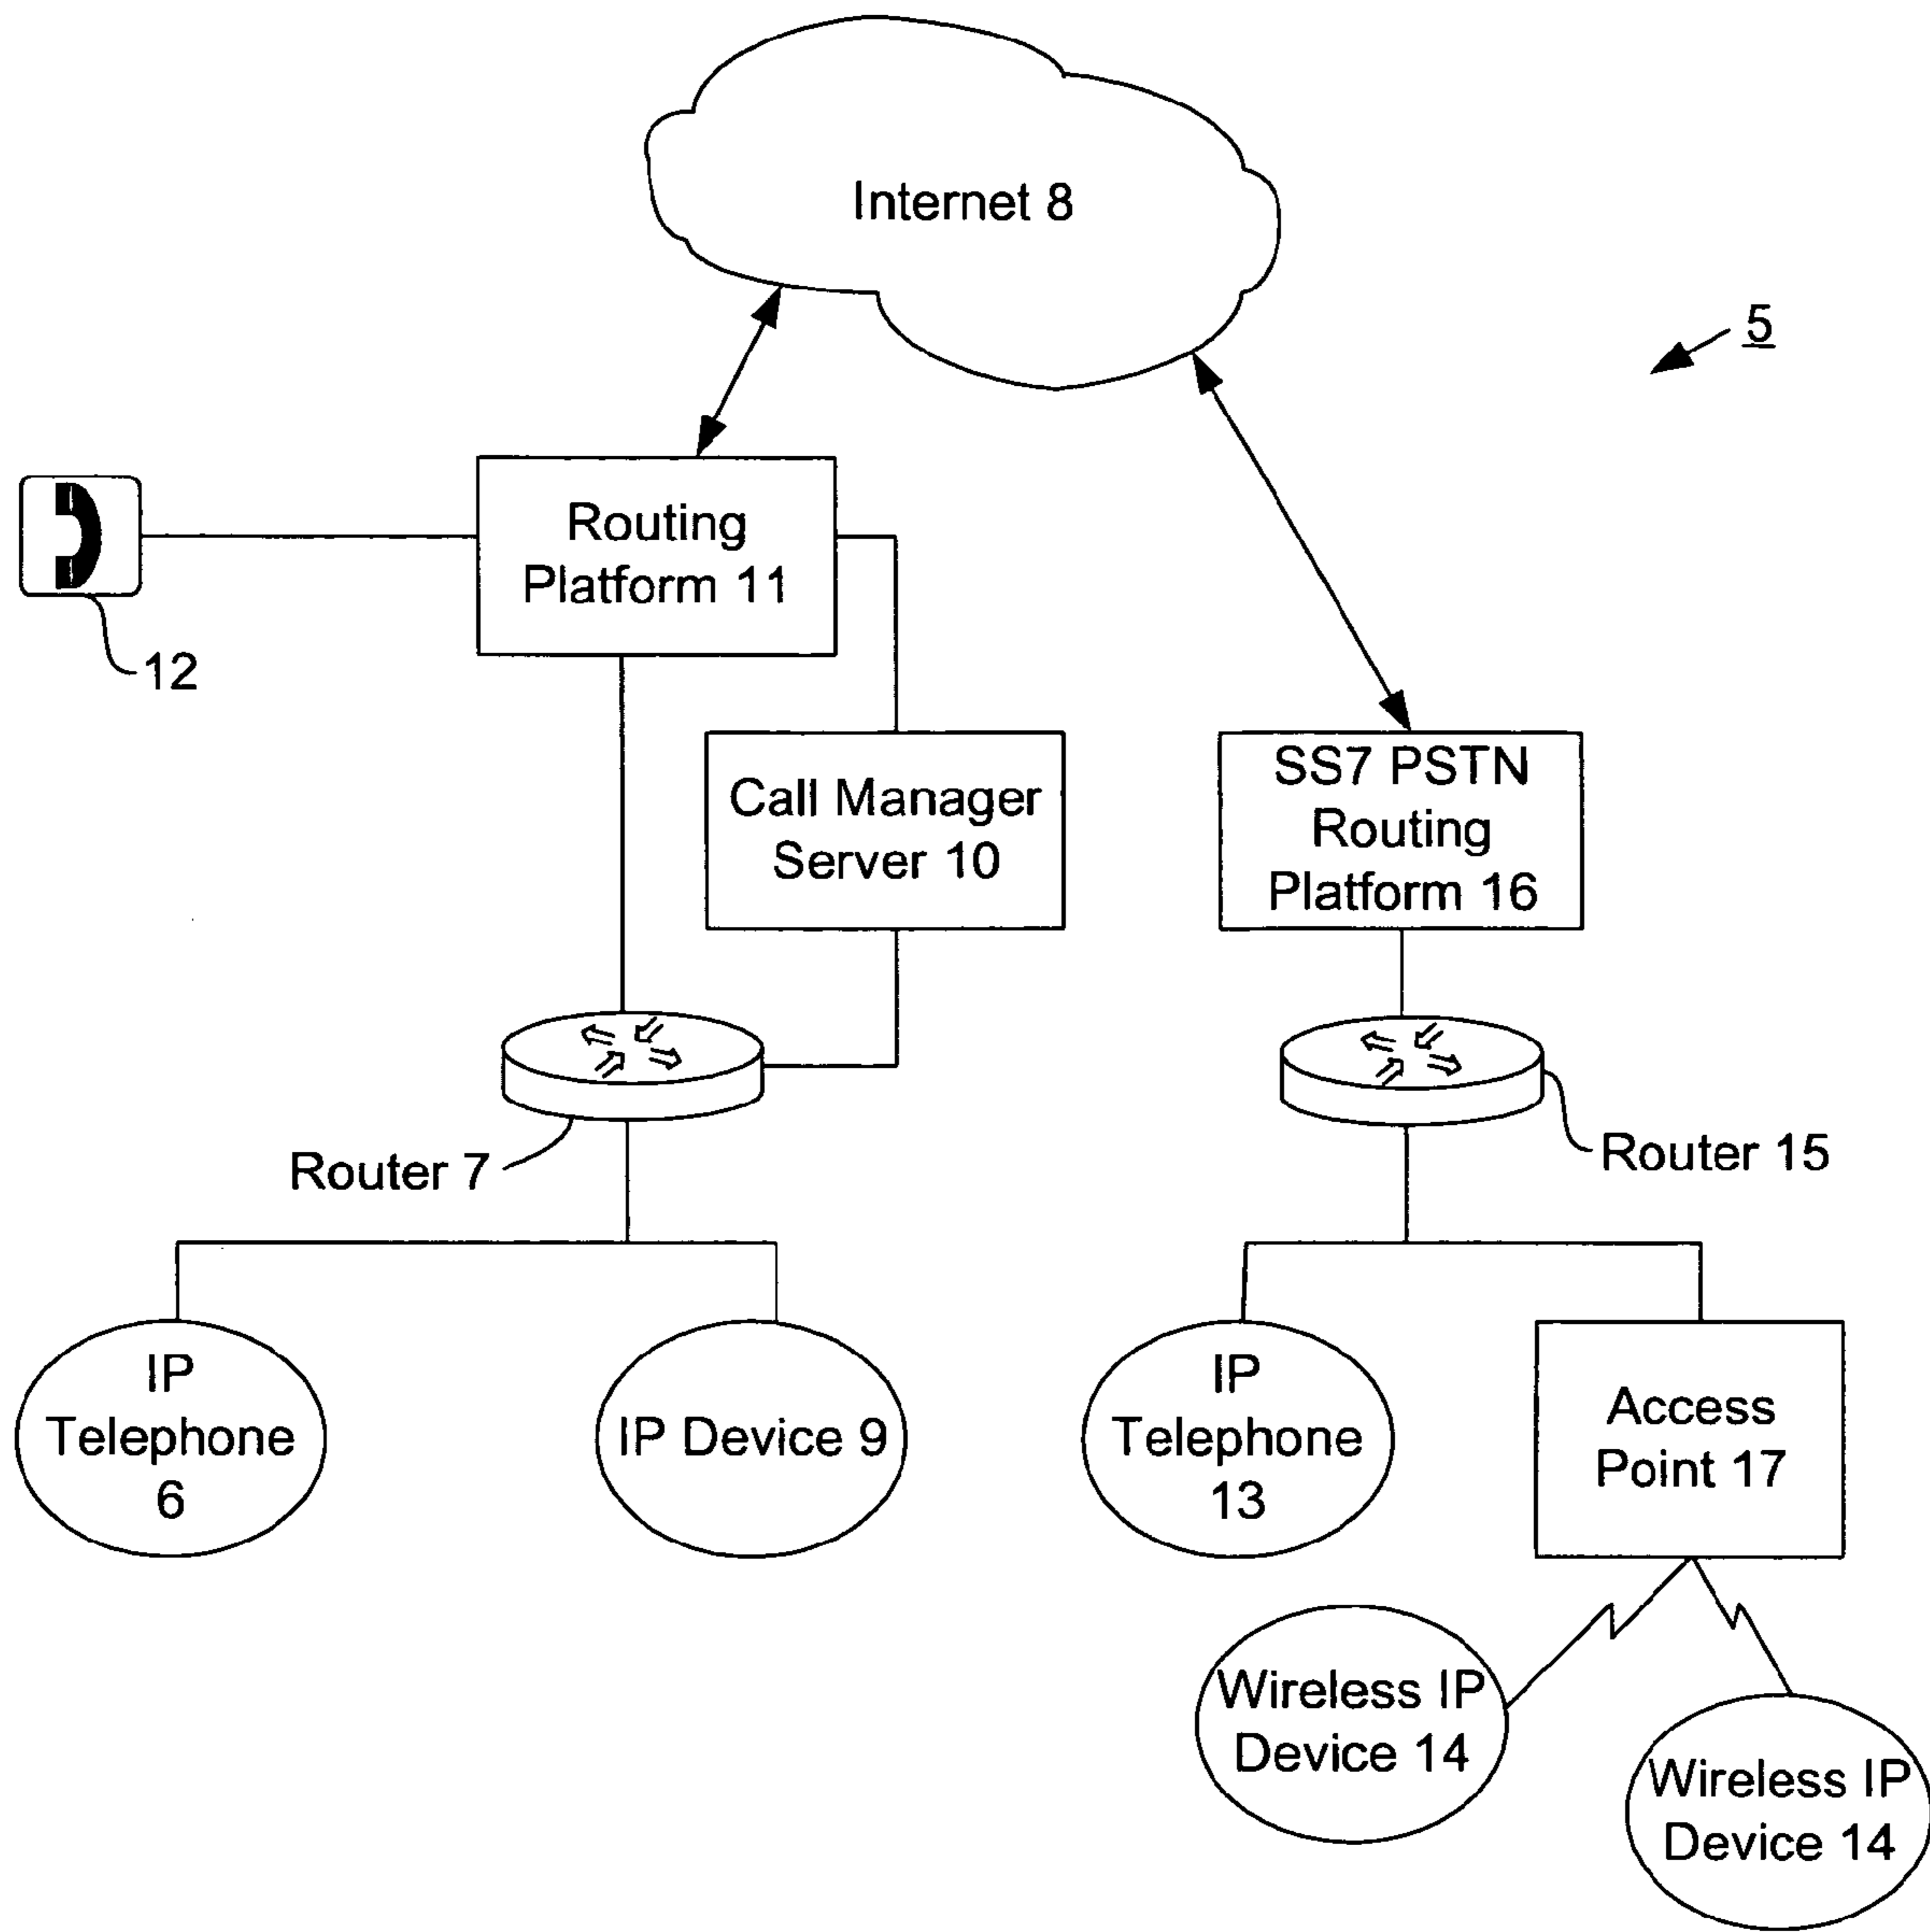 Internet 8
5
Routing
Platform 11
12
Call Manager
Server 10
SS7 PSTN
Routing
Platform 16
Router 7
Router 15
IP
Telephone
6
IP Device 9
IP
Telephone
13
Access
Point 17
Wireless IP
Device 14
Wireless IP
Device 14